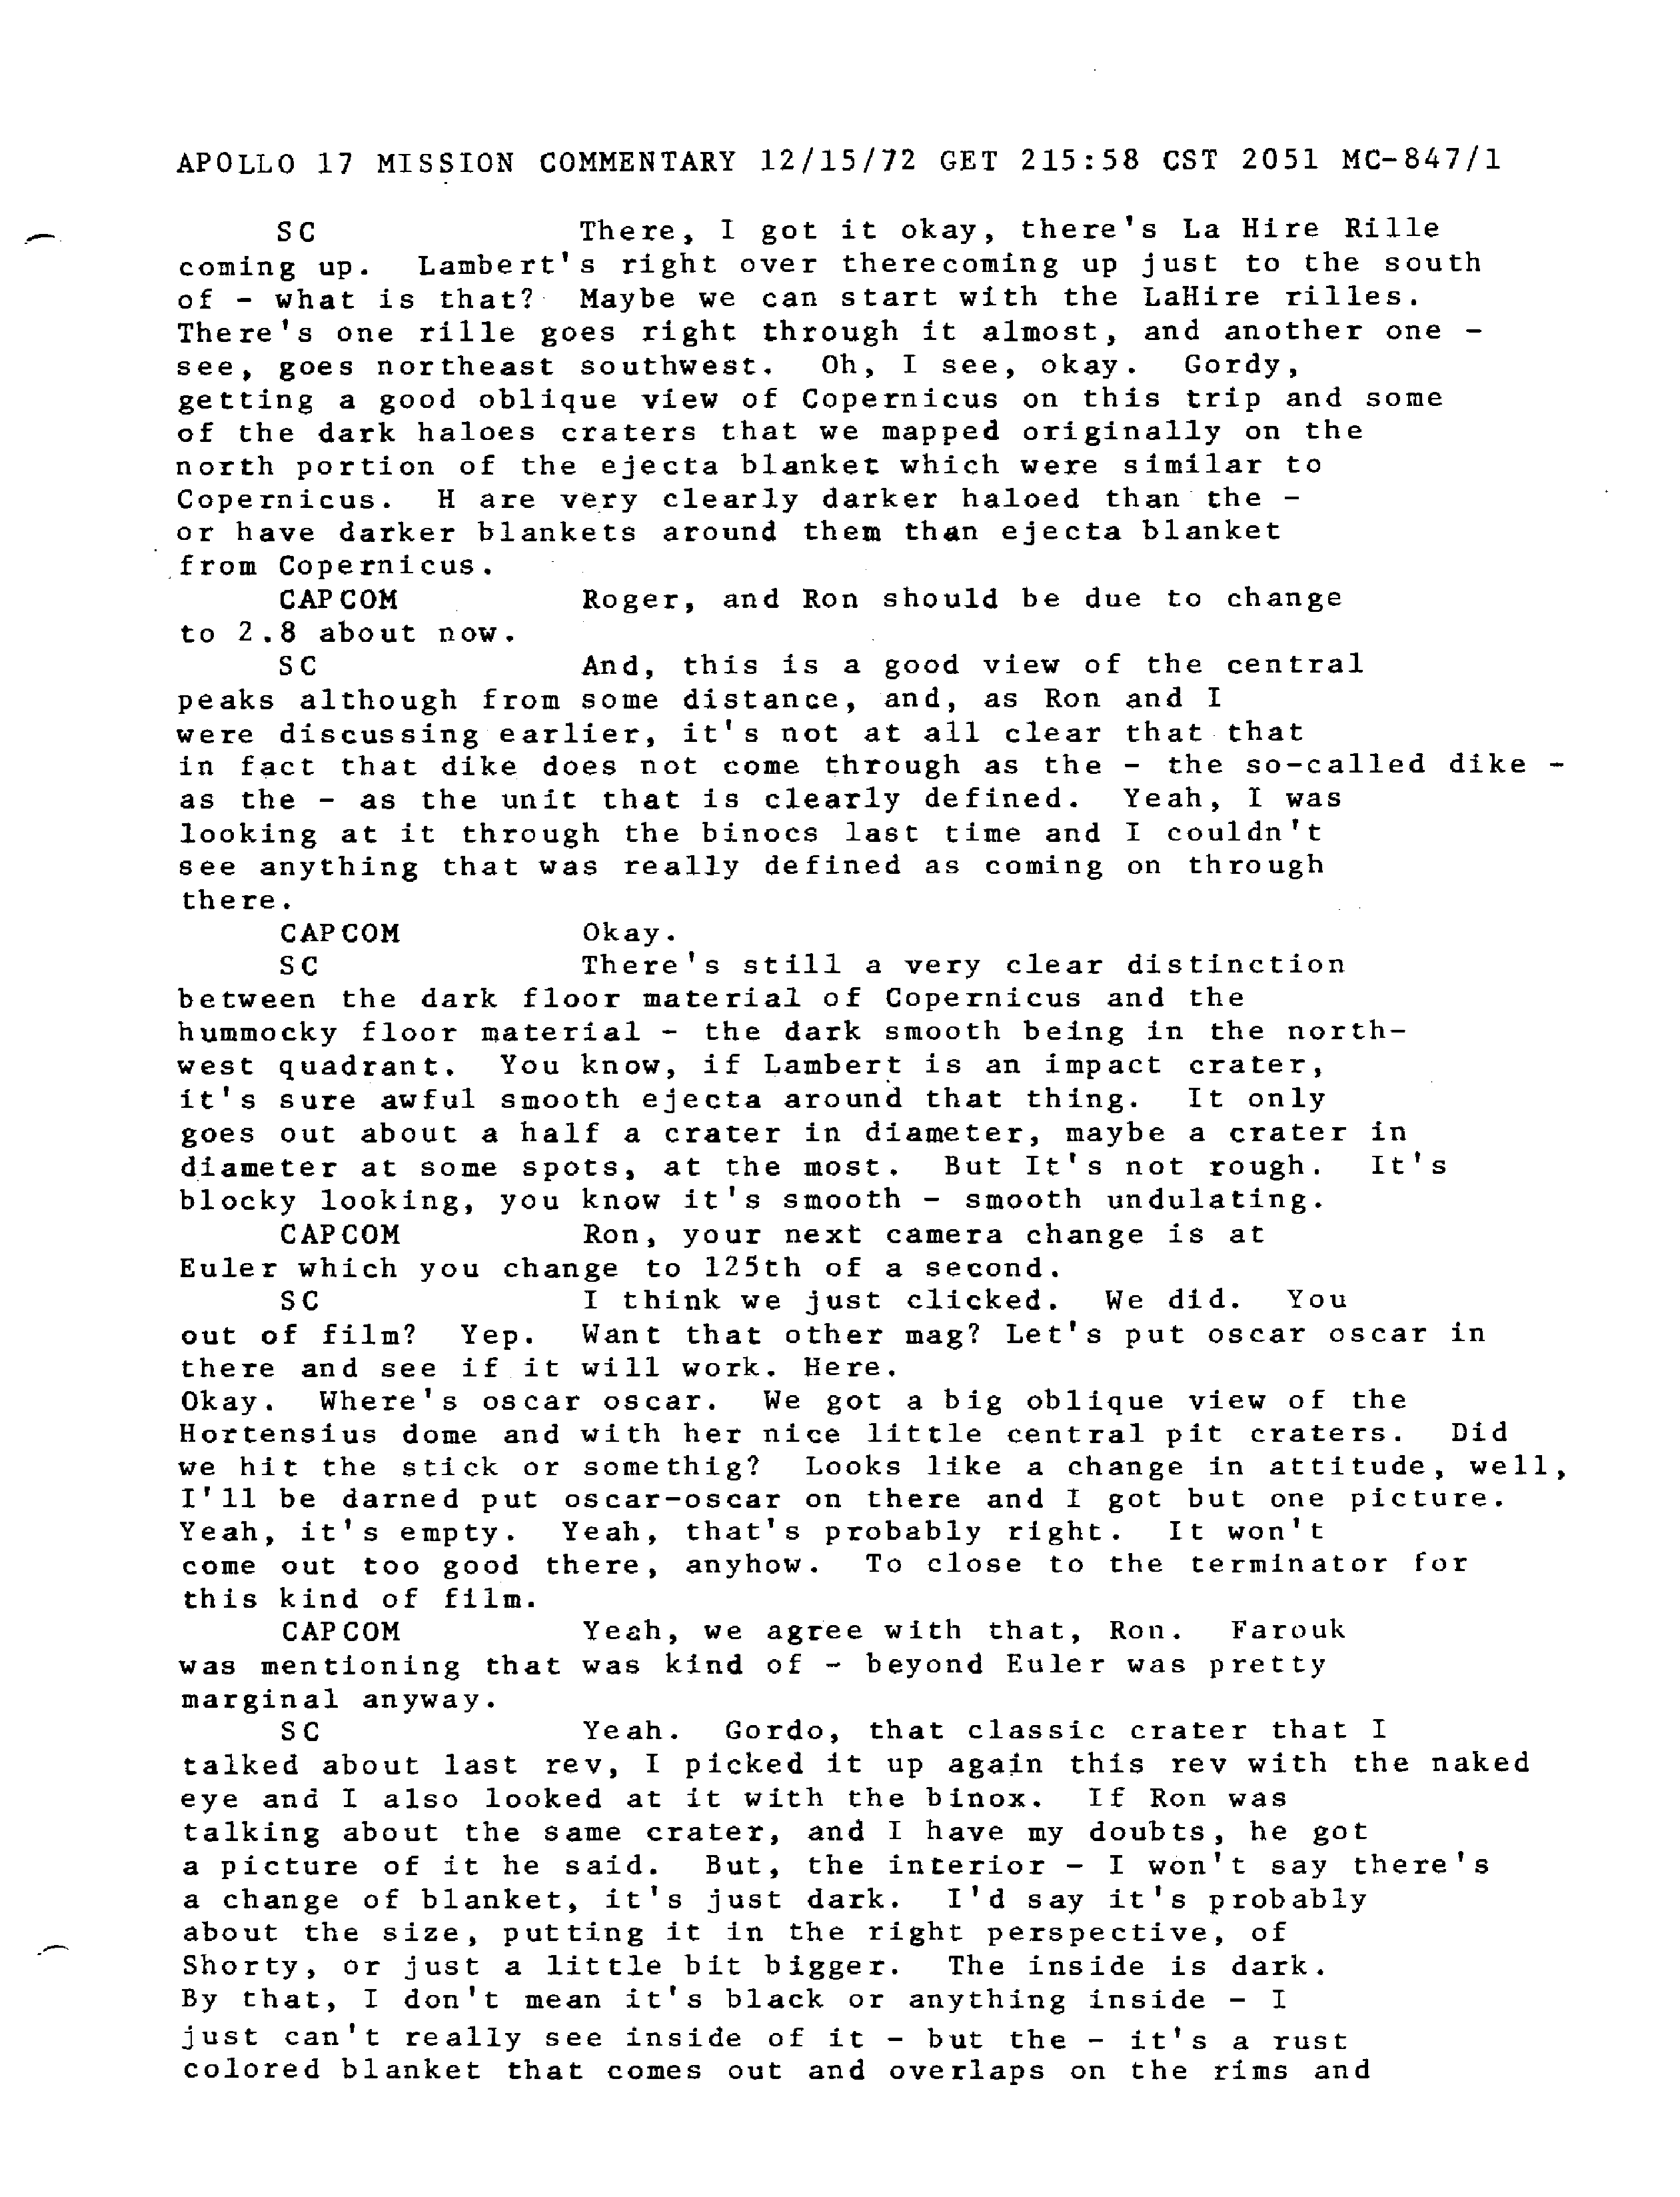 APOLLO 17 MISSION COMMENTARY 12/15/72 GET 215:58 CST 2051 MC-847/1
SC There, I got it okay, there's La Hire Rille
coming up. Lambert's right over therecoming up just to the south
of - what is that? Maybe we can start with the LaHire rilles.
There's one rille goes right through it almost, and another one -
see, goes northeast southwest. Oh, I see, okay. Gordy,
getting a good oblique view of Copernicus on this trip and some
of the dark haloes craters that we mapped originally on the
north portion of the ejecta blanket which were similar to
Copernicus. H are very clearly darker haloed than the -
or have darker blankets around them than ejecta blanket
from Copernicus.
CAPCOM Roger, and Ron should be due to change
to 2.8 about now.
SC And, this is a good view of the central
peaks although from some distance, and, as Ron and I
were discussing earlier, it's not at all clear that that
in fact that dike does not come through as the - the so-called dike -
as the - as the unit that is clearly defined. Yeah, I was
looking at it through the binocs last time and I couldn't
see anything that was really defined as coming on through
there.
CAPCOM Okay.
SC There's still a very clear distinction
between the dark floor material of Copernicus and the
hummocky floor material - the dark smooth being in the north-
west quadrant. You know, if Lambert is an impact crater,
it's sure awful smooth ejecta around that thing. It only
goes out about a half a crater in diameter, maybe a crater in
diameter at some spots, at the most. But It's not rough. It's
blocky looking, you know it's smooth - smooth undulating.
CAPCOM Ron, your next camera change is at
Euler which you change to 125th of a second.
SC I think we just clicked. We did. You
out of film? Yep. Want that other mag? Let's put oscar oscar in
there and see if it will work. Here.
Okay. Where's oscar oscar. We got a big oblique view of the
Hortensius dome and with her nice little central pit craters. Did
we hit the stick or somethig? Looks like a change in attitude, well,
I'll be darned put oscar-oscar on there and I got but one picture.
Yeah, it's empty. Yeah, that's probably right. It won't
come out too good there, anyhow. To close to the terminator for
this kind of film.
CAPCOM Yeah, we agree with that, Ron. Farouk
was mentioning that was kind of - beyond Euler was pretty
marginal anyway.
SC Yeah. Gordo, that classic crater that I
talked about last rev, I picked it up again this rev with the naked
eye and I also looked at it with the binox. If Ron was
talking about the same crater, and I have my doubts, he got
a picture of it he said. But, the interior - I won't say there's
a change of blanket, it's just dark. I'd say it's probably
about the size, putting it in the right perspective, of
Shorty, or just a little bit bigger. The inside is dark.
By that, I don't mean it's black or anything inside - I
just can't really see inside of it - but the - it's a rust
colored blanket that comes out and overlaps on the rims and